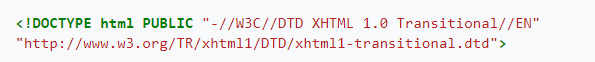 <!DOCTYPE html PUBLIC "-//W3C//DTD XHTML 1.0 Transitional//EN"
"http://www.w3.org/TR/xhtml1/DTD/xhtml1-transitional.dtd">